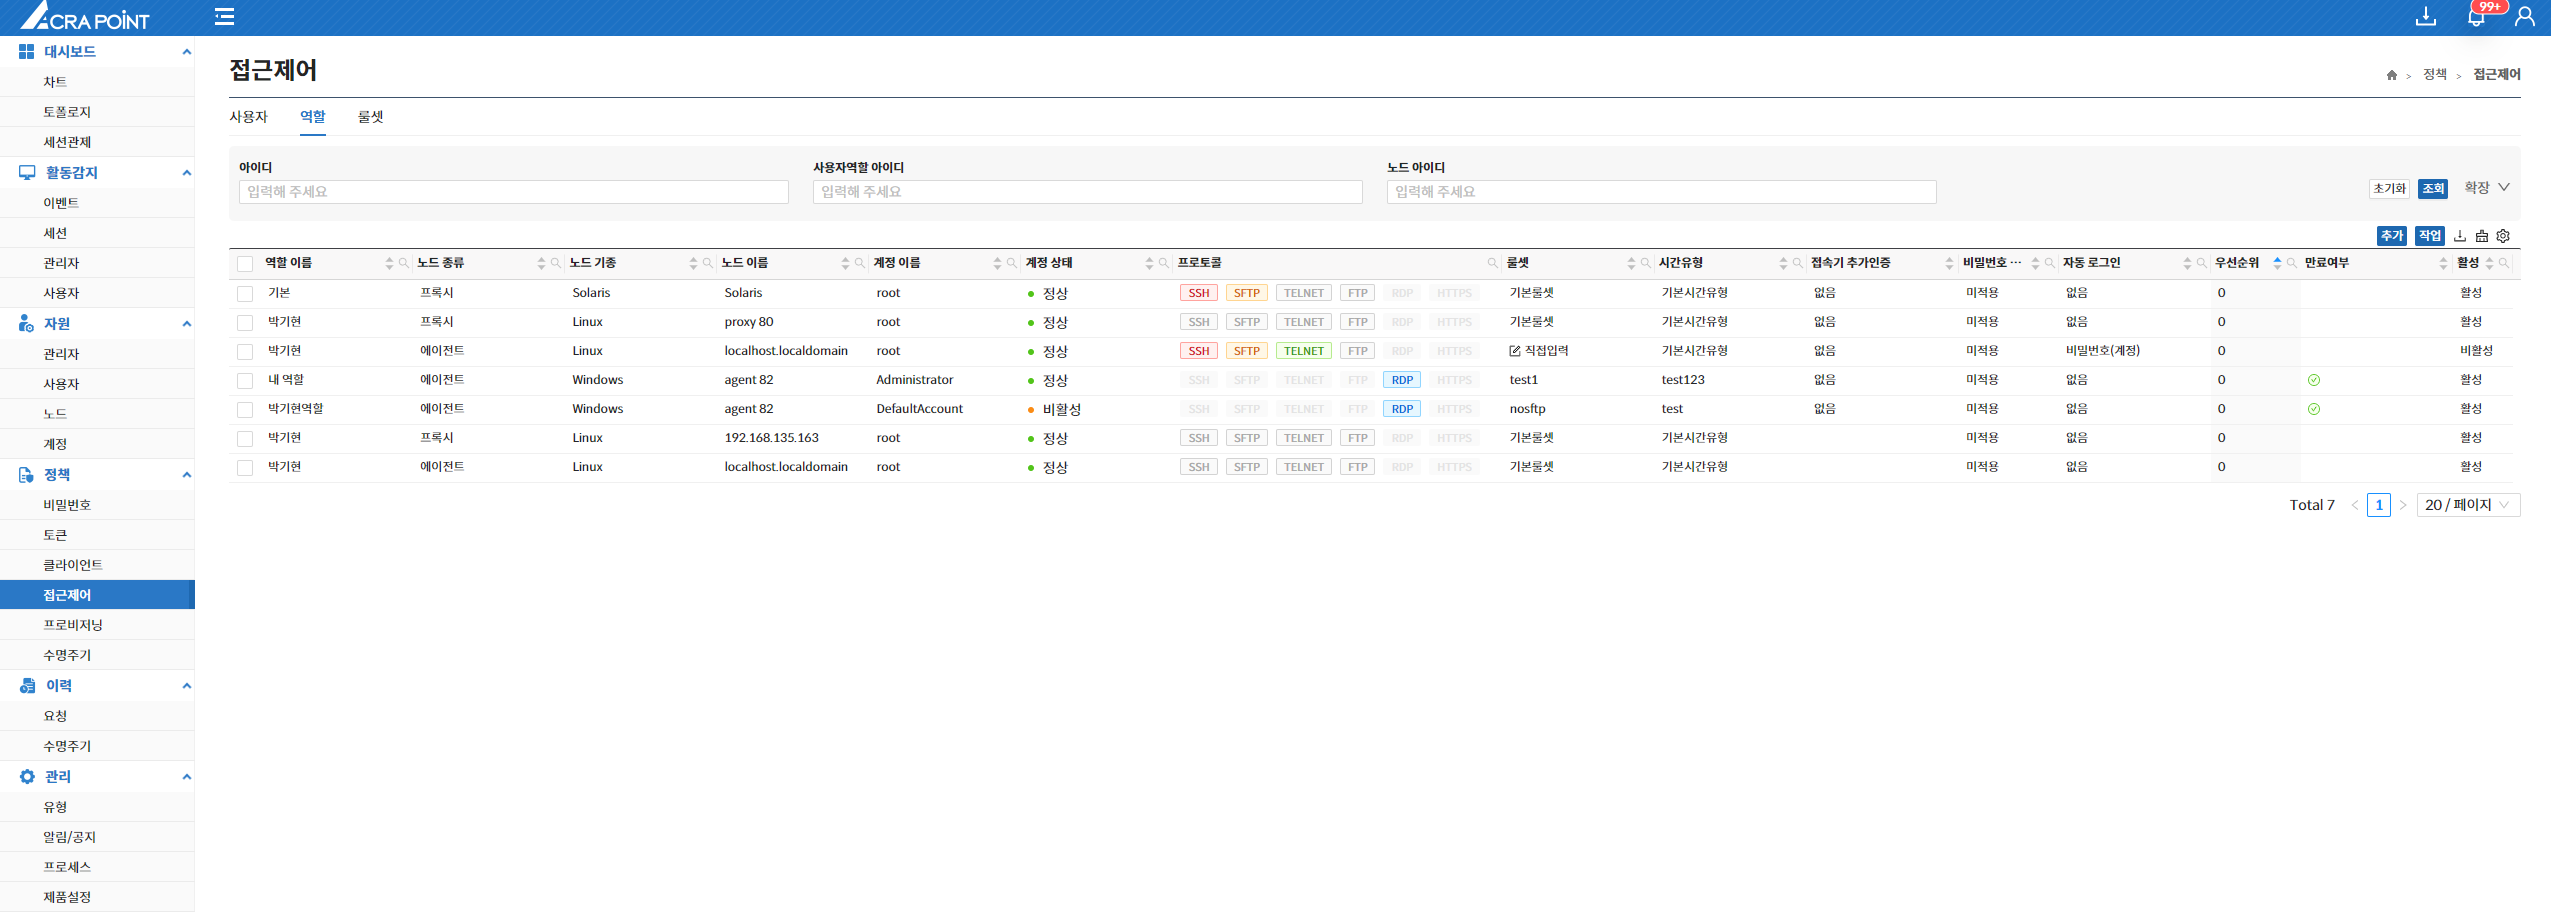 ACRA POINT
99+
대시보드
차트
토폴로지
세션관제
활동감지
이벤트
세션
관리자
사용자
자원
관리자
사용자
노드
계정
정책
비밀번호
토큰
클라이언트
접근제어
프로비저닝
수명주기
이력
요청
수명주기
관리
유형
알림/공지
프로세스
제품설정
접근제어
> 정책 > 접근제어
사용자 역할 룰셋
아이디 사용자역할 아이디 노드 아이디
입력해 주세요 입력해 주세요 입력해 주세요 초기화 조회 확장
추가 작업
역할 이름 노드 종류 노드 기종 노드 이름 계정 이름 계정 상태 프로토콜 룰셋 시간유형 접속기 추가인증 비밀번호 ··· 자동 로그인 우선순위 만료여부 활성
기본 프록시 Solaris Solaris root 정상 SSH SFTP TELNET FTP RDP HTTPS 기본룰셋 기본시간유형 없음 미적용 없음 0 활성
박기현 프록시 Linux proxy 80 root 정상 SSH SFTP TELNET FTP RDP HTTPS 기본룰셋 기본시간유형 없음 미적용 없음 0 활성
박기현 에이전트 Linux localhost.localdomain root 정상 SSH SFTP TELNET FTP RDP HTTPS 직접입력 기본시간유형 없음 미적용 비밀번호(계정) 0 비활성
내 역할 에이전트 Windows agent 82 Administrator 정상 SSH SFTP TELNET FTP RDP HTTPS test1 test123 없음 미적용 없음 0 활성
박기현역할 에이전트 Windows agent 82 DefaultAccount 비활성 SSH SFTP TELNET FTP RDP HTTPS nosftp test 없음 미적용 없음 0 활성
박기현 프록시 Linux 192.168.135.163 root 정상 SSH SFTP TELNET FTP RDP HTTPS 기본룰셋 기본시간유형 미적용 없음 0 활성
박기현 에이전트 Linux localhost.localdomain root 정상 SSH SFTP TELNET FTP RDP HTTPS 기본룰셋 기본시간유형 미적용 없음 0 활성
Total 7 < 1 > 20 / 페이지